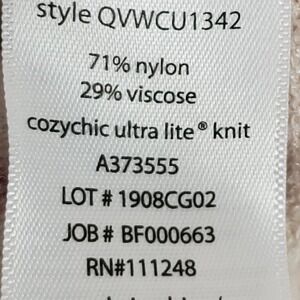 style QVWCU1342
71% nylon
29% viscose
cozychic ultra lite® knit
A373555
LOT # 1908CG02
JOB # BF000663
RN#111248